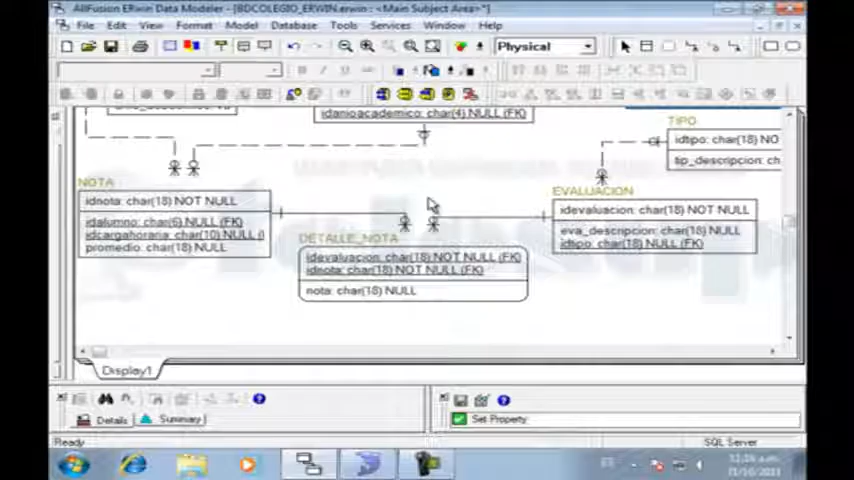 AllFusion ERwin Data Modeler - [BDCOLEGIO_ERWIN.erwin : <Main Subject Area> *]
File Edit View Format Model Database Tools Services Window Help
Physical
idanioacademico: char(4) NULL (FK)
TIPO
idtipo: char(18) NO
tip_descripcion: ch
NOTA
idnota: char(18) NOT NULL
idalumno: char(6) NULL (FK)
idcargahoraria: char(10) NULL (
promedio: char(18) NULL
EVALUACION
idevaluacion: char(18) NOT NULL
eva_descripcion: char(18) NULL
idtipo: char(18) NULL (FK)
DETALLE_NOTA
idevaluacion: char(18) NOT NULL (FK)
idnota: char(18) NOT NULL (FK)
nota: char(18) NULL
Display1
Details Summary
Set Property
Ready
SQL Server